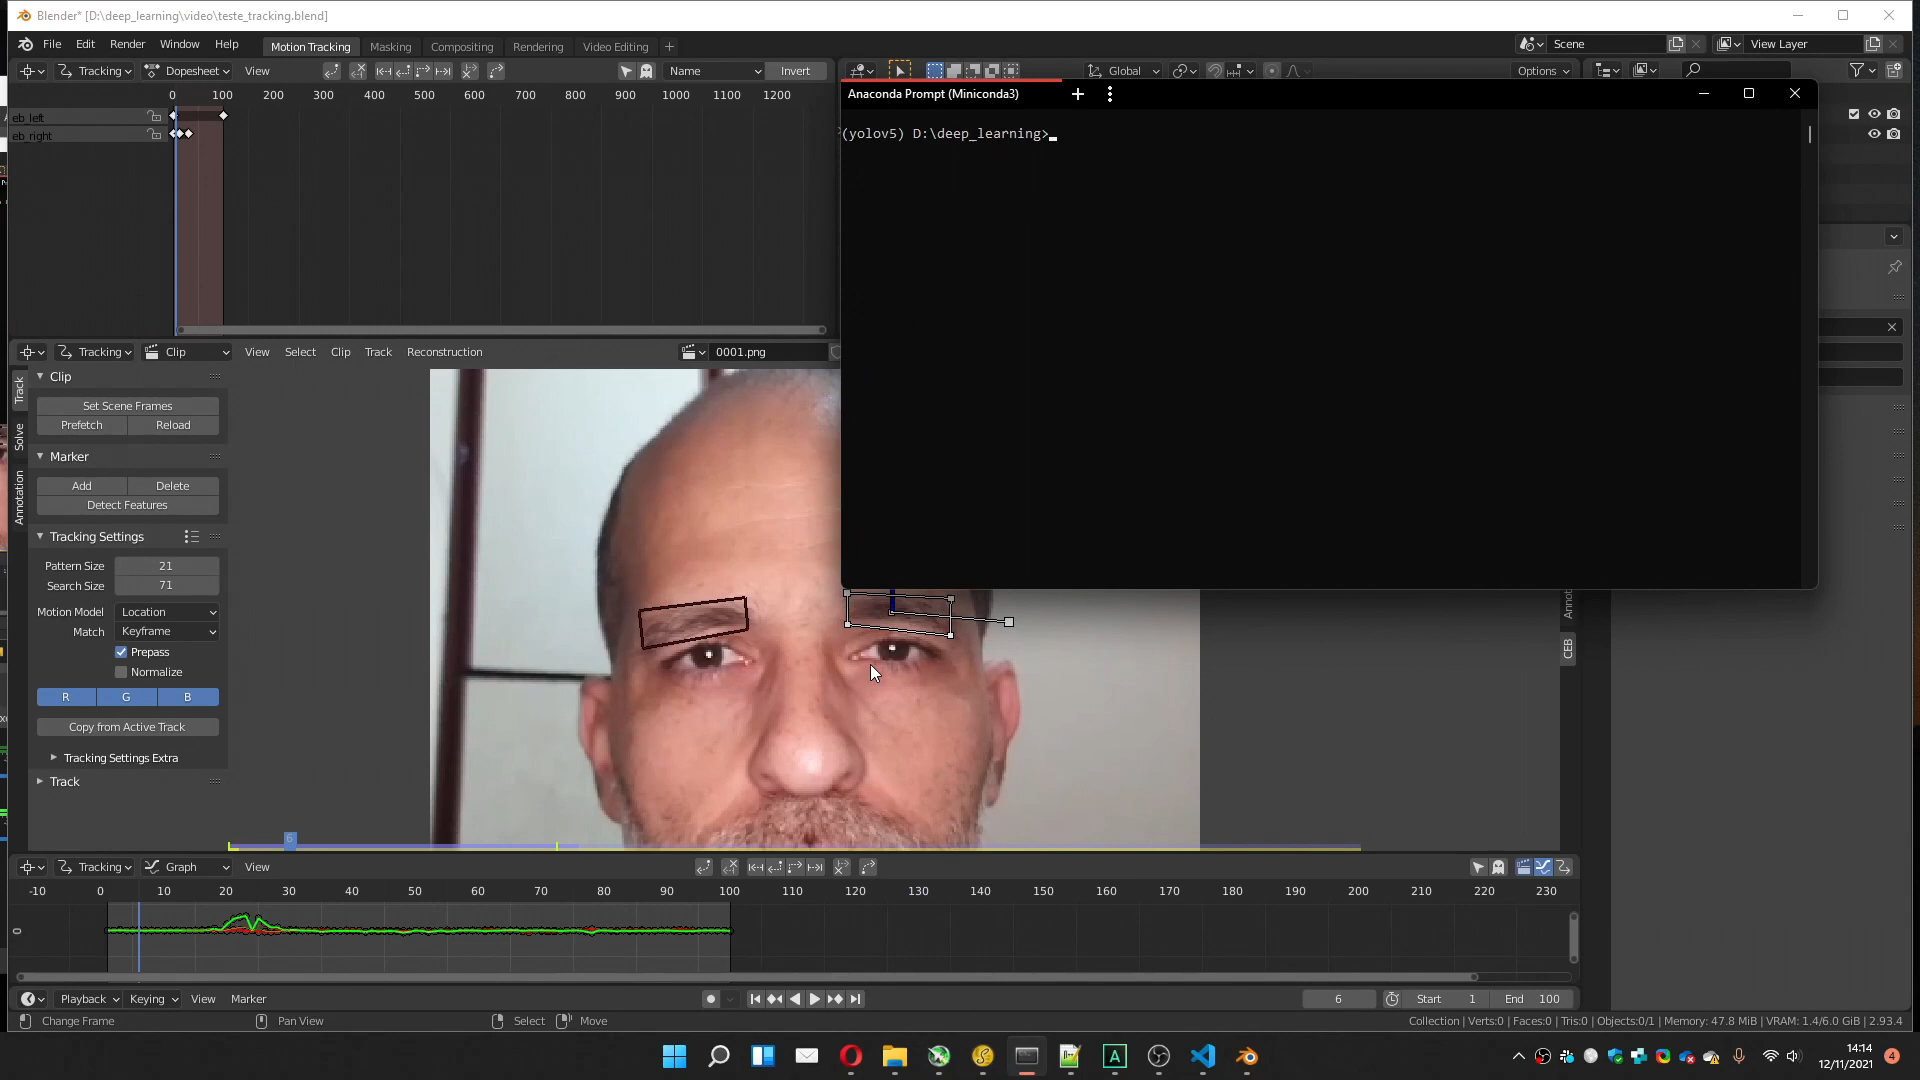 Blender* [D:\deep_learning\video\teste_tracking.blend]
File Edit Render Window Help Motion Tracking Masking Compositing Rendering Video Editing +
Scene View Layer
Tracking Dopesheet View Name Invert
Global Options
0 100 200 300 400 500 600 700 800 900 1000 1100 1200
eb_left
eb_right
Anaconda Prompt (Miniconda3)
(yolov5) D:\deep_learning>
Tracking Clip View Select Clip Track Reconstruction 0001.png
Track
Solve
Annotation
Clip
Set Scene Frames
Prefetch Reload
Marker
Add Delete
Detect Features
Tracking Settings
Pattern Size 21
Search Size 71
Motion Model Location
Match Keyframe
Prepass
Normalize
R G B
Copy from Active Track
Tracking Settings Extra
Track
CEB
6
Tracking Graph View
-10 0 10 20 30 40 50 60 70 80 90 100 110 120 130 140 150 160 170 180 190 200 210 220 230
0
Playback Keying View Marker 6 Start 1 End 100
Change Frame Pan View Select Move
Collection | Verts:0 | Faces:0 | Tris:0 | Objects:0/1 | Memory: 47.8 MiB | VRAM: 1.4/6.0 GiB | 2.93.4
14:14
12/11/2021
4